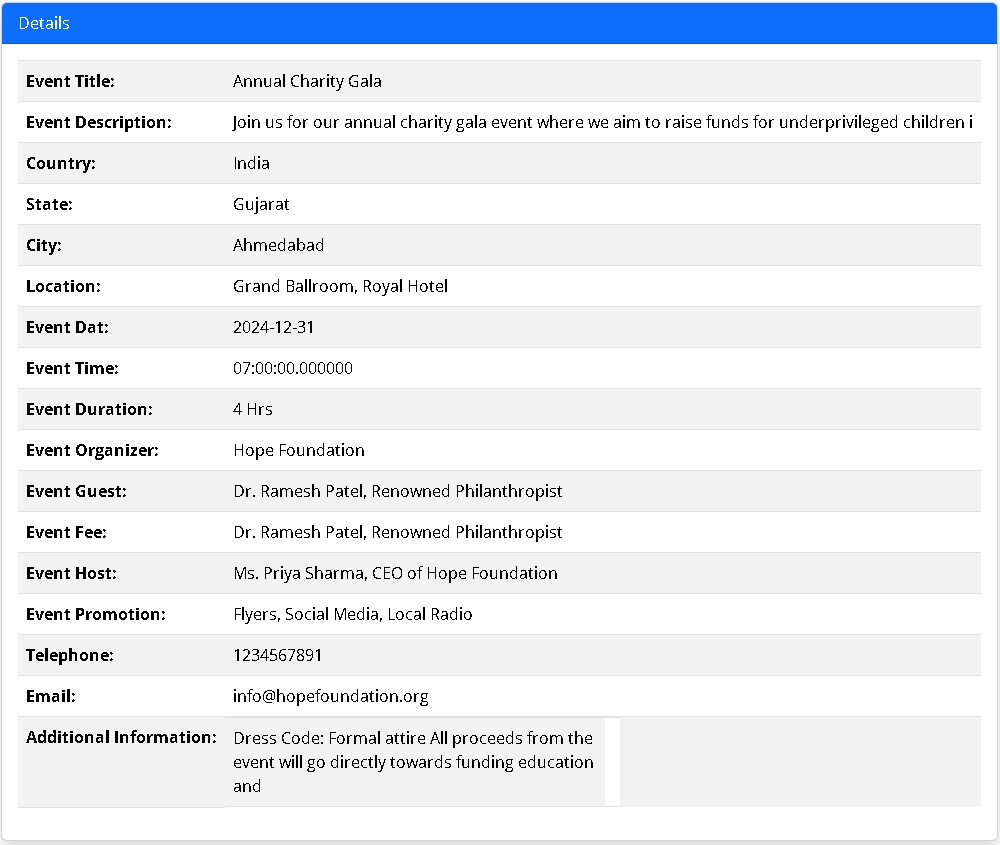 Details
Event Title: Annual Charity Gala
Event Description: Join us for our annual charity gala event where we aim to raise funds for underprivileged children i
Country: India
State: Gujarat
City: Ahmedabad
Location: Grand Ballroom, Royal Hotel
Event Dat: 2024-12-31
Event Time: 07:00:00.000000
Event Duration: 4 Hrs
Event Organizer: Hope Foundation
Event Guest: Dr. Ramesh Patel, Renowned Philanthropist
Event Fee: Dr. Ramesh Patel, Renowned Philanthropist
Event Host: Ms. Priya Sharma, CEO of Hope Foundation
Event Promotion: Flyers, Social Media, Local Radio
Telephone: 1234567891
Email: info@hopefoundation.org
Additional Information: Dress Code: Formal attire All proceeds from the
event will go directly towards funding education
and